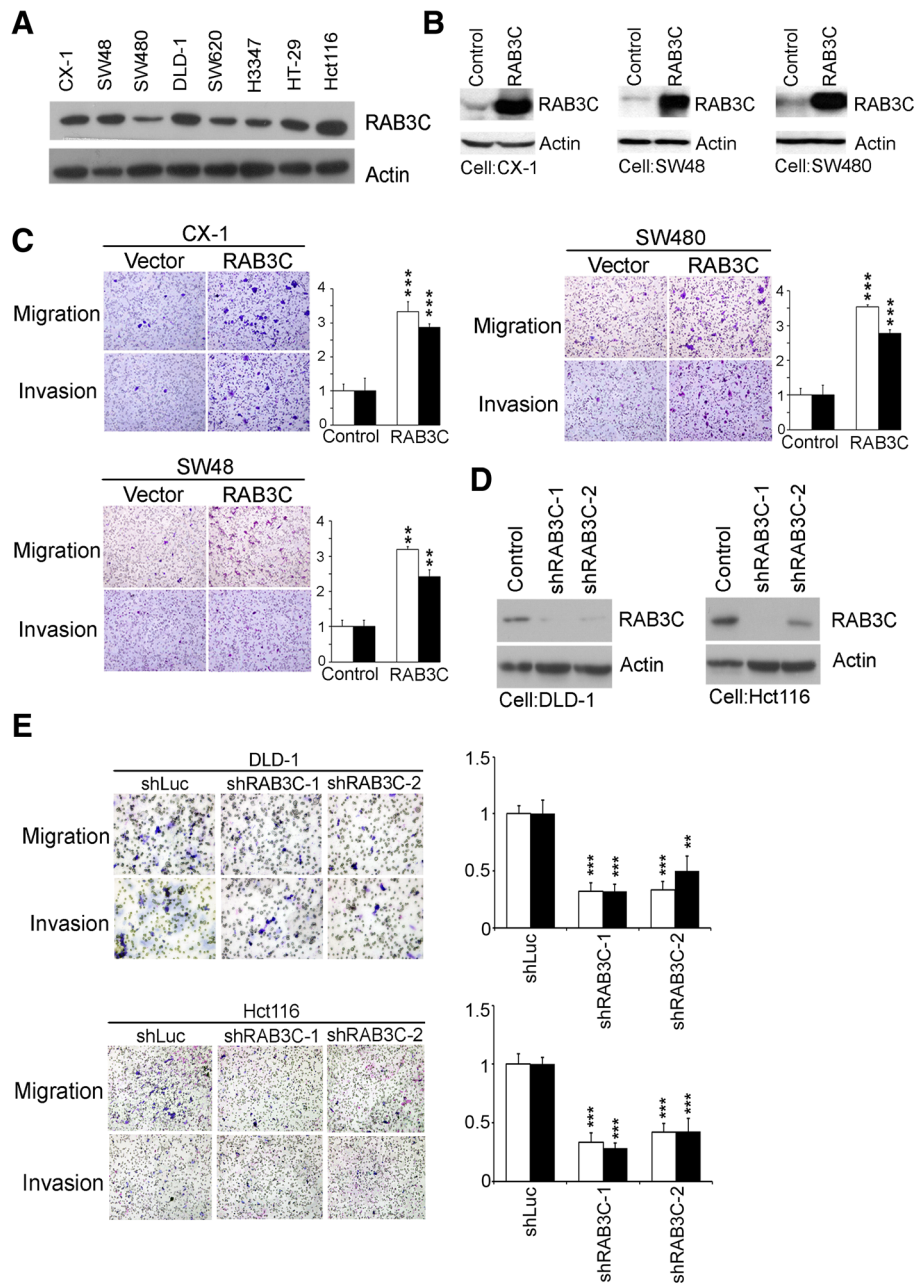 A
CX-1
SW48
SW480
DLD-1
SW620
H3347
HT-29
Hct116
RAB3C
Actin
B
Control
RAB3C
RAB3C
Actin
Cell:CX-1
Control
RAB3C
RAB3C
Actin
Cell:SW48
Control
RAB3C
RAB3C
Actin
Cell:SW480
C
CX-1
Vector RAB3C
Migration
Invasion
4
3
2
1
0
***
***
Control RAB3C
SW480
Vector RAB3C
Migration
Invasion
4
3
2
1
0
***
***
Control RAB3C
SW48
Vector RAB3C
Migration
Invasion
4
3
2
1
0
**
**
Control RAB3C
D
Control
shRAB3C-1
shRAB3C-2
RAB3C
Actin
Cell:DLD-1
Control
shRAB3C-1
shRAB3C-2
RAB3C
Actin
Cell:Hct116
E
DLD-1
shLuc shRAB3C-1 shRAB3C-2
Migration
Invasion
1.5
1
0.5
0
***
***
***
**
shLuc
shRAB3C-1
shRAB3C-2
Hct116
shLuc shRAB3C-1 shRAB3C-2
Migration
Invasion
1.5
1
0.5
0
***
***
***
***
shLuc
shRAB3C-1
shRAB3C-2